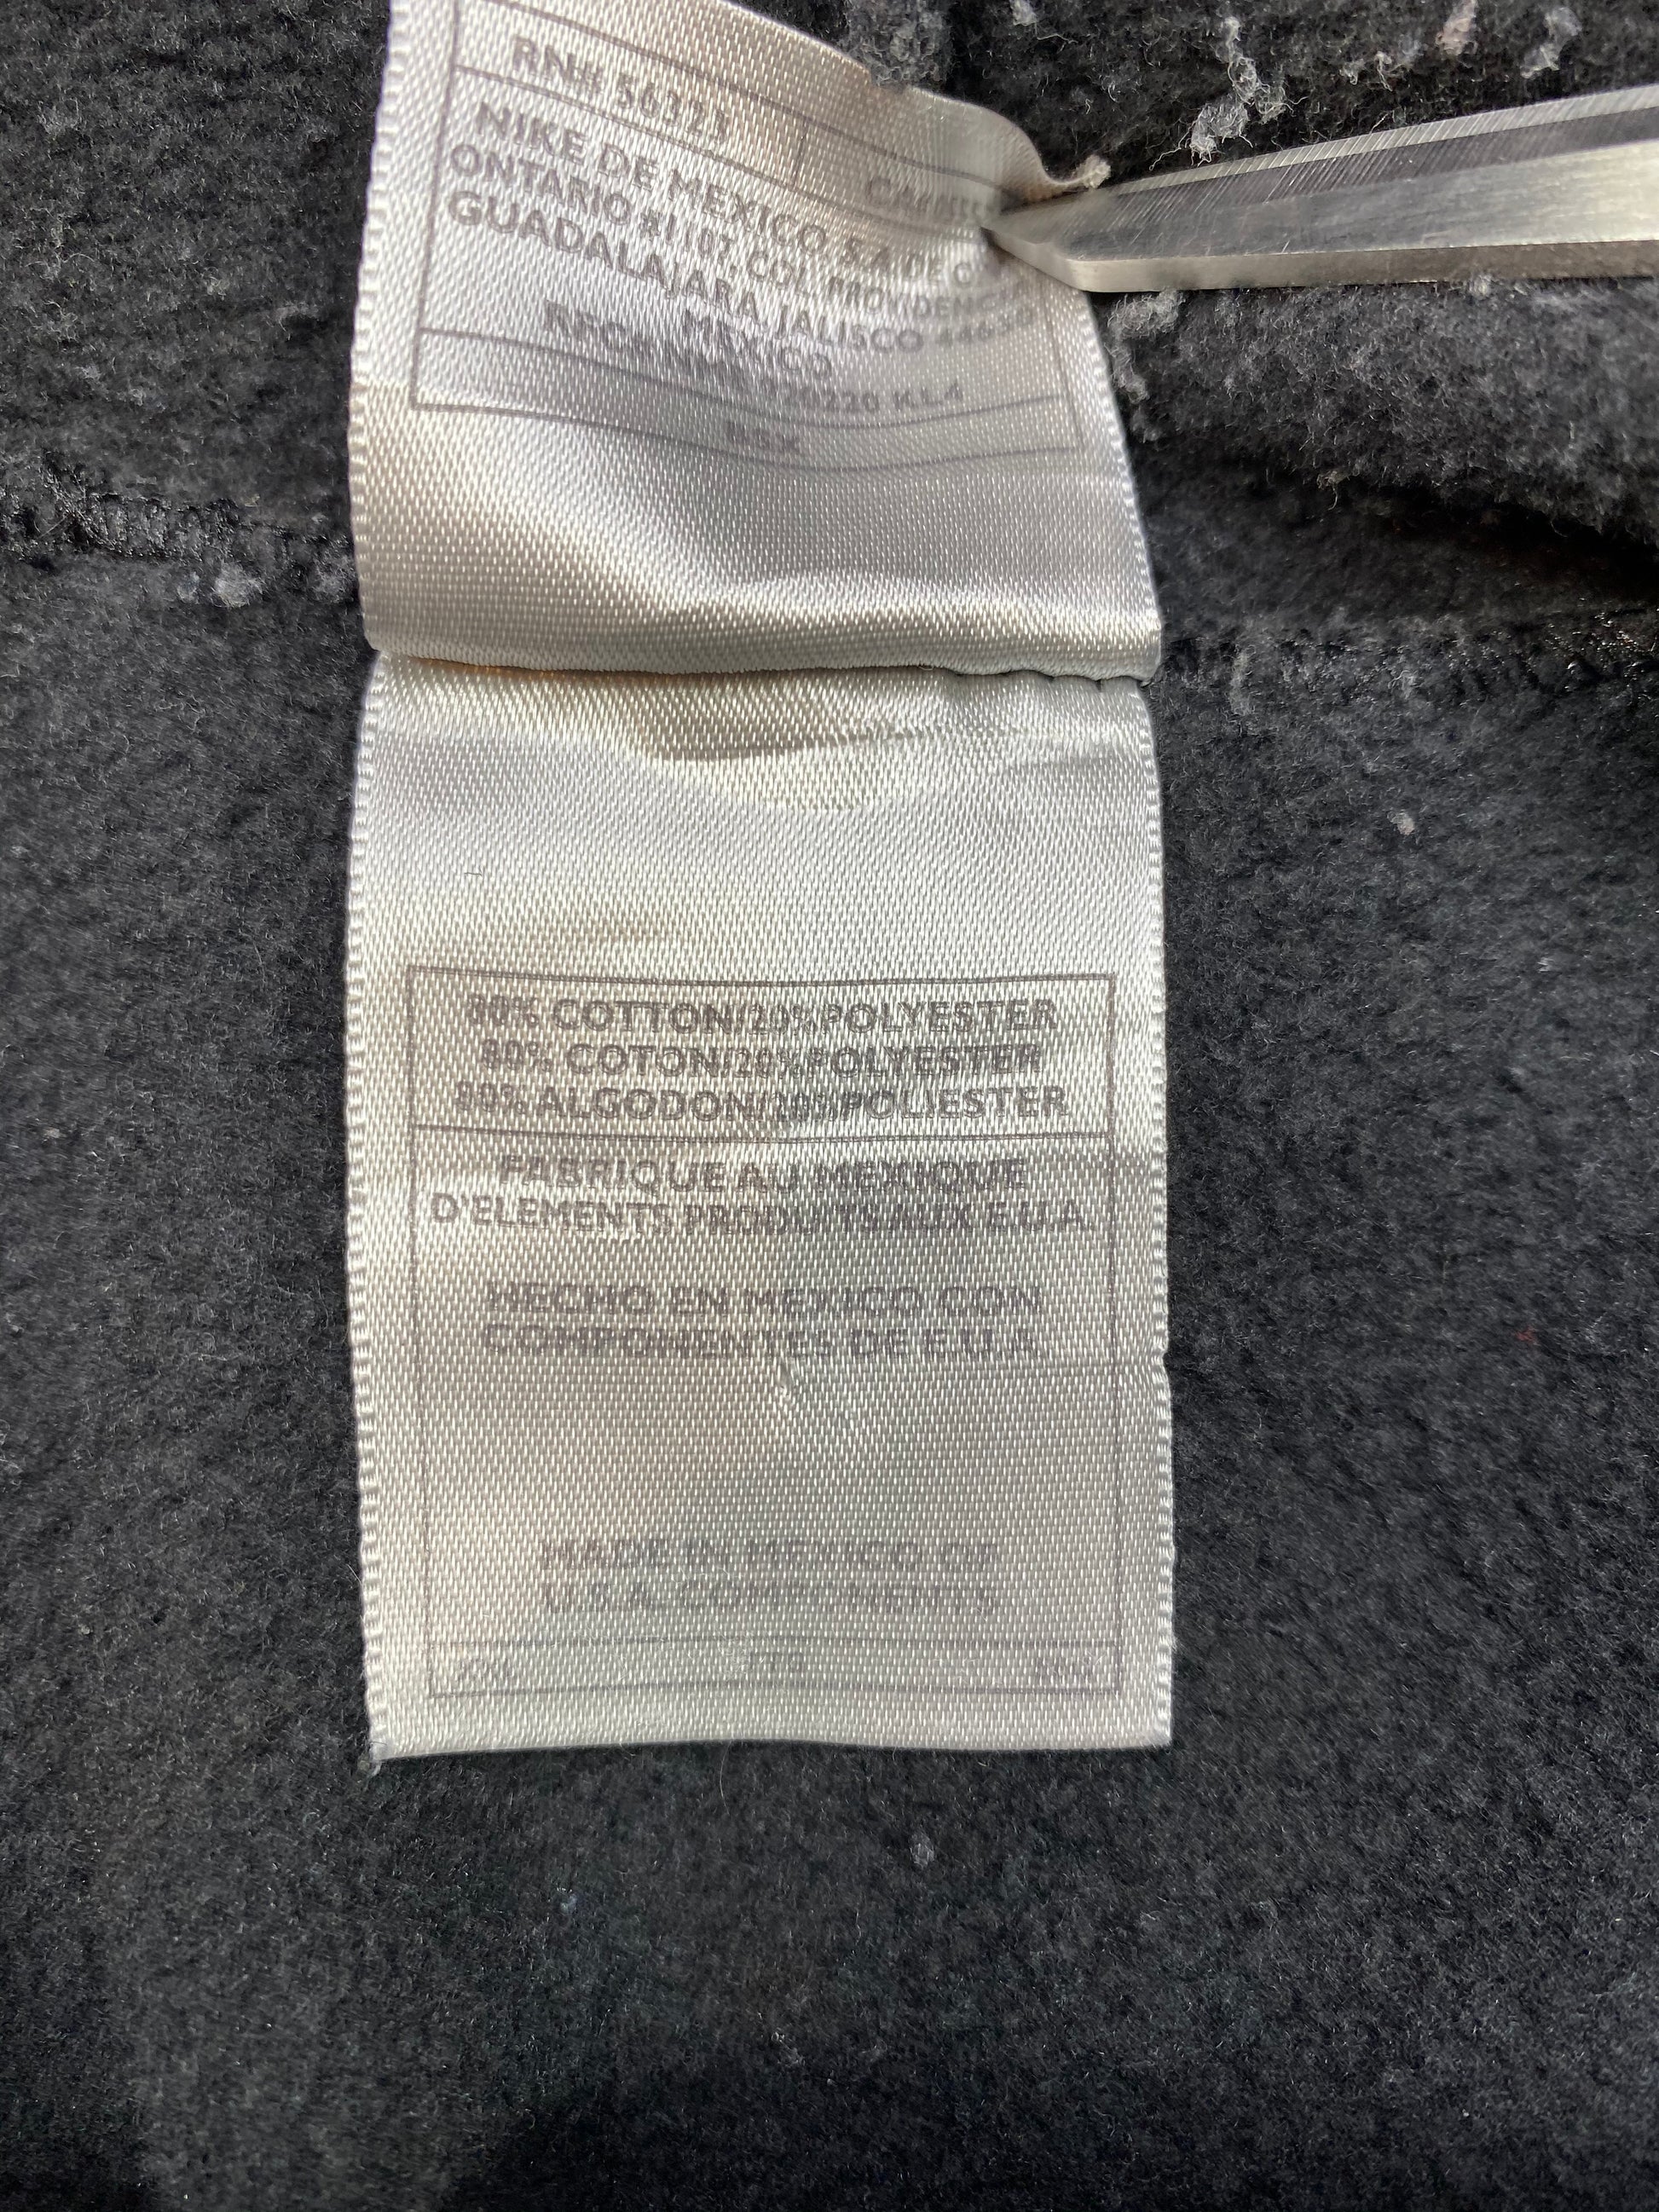 RN# 56323
NIKE DE MEXICO S.A. DE C.V.
ONTARIO #1107, COL. PROVIDENCIA
GUADALAJARA, JALISCO
MEXICO
80% COTTON/20% POLYESTER
80% COTON/20% POLYESTER
80% ALGODON/20% POLIESTER
FABRIQUE AU MEXIQUE
D'ELEMENTS PRODUITS AUX E.U.A.
HECHO EN MEXICO CON
COMPONENTES DE E.U.A.
MADE IN MEXICO OF
U.S.A. COMPONENTS